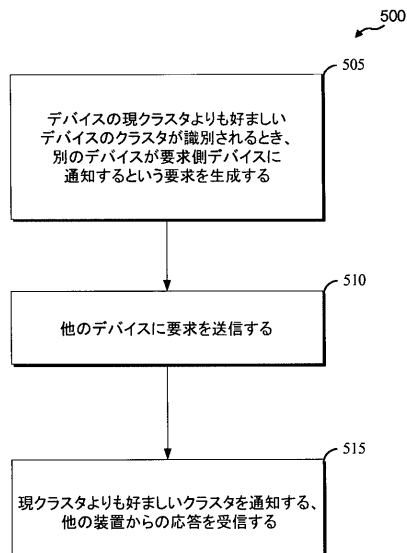 500
505
デバイスの現クラスタよりも好ましい
デバイスのクラスタが識別されるとき、
別のデバイスが要求側デバイスに
通知するという要求を生成する
510
他のデバイスに要求を送信する
515
現クラスタよりも好ましいクラスタを通知する、
他の装置からの応答を受信する